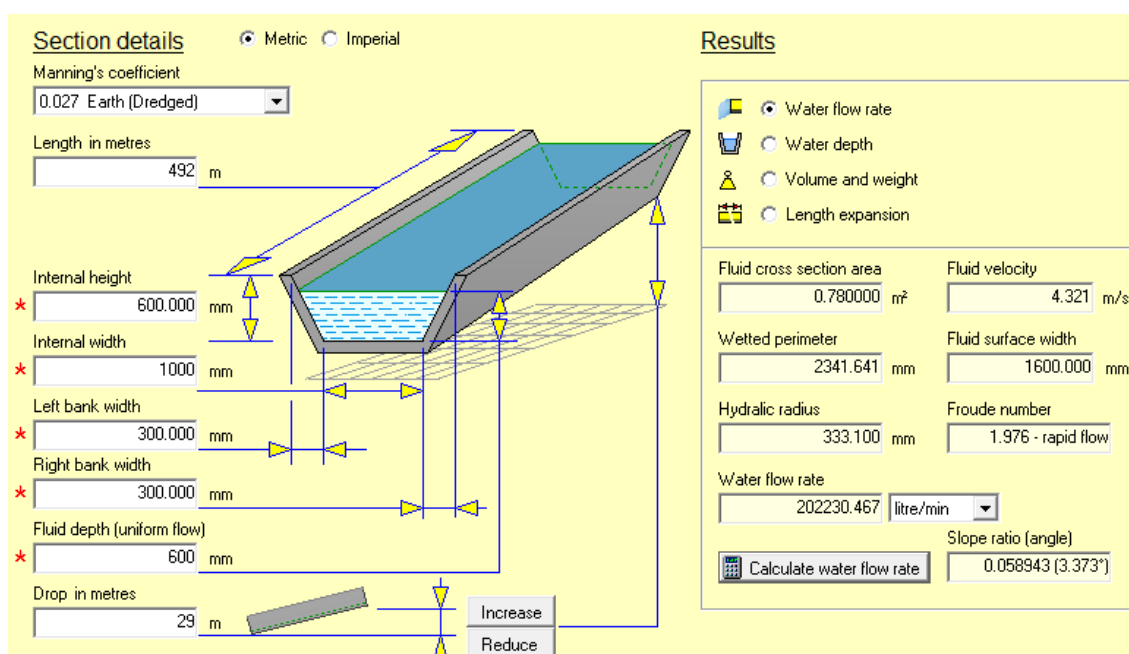 Section details
Metric
Imperial
Manning's coefficient
0.027 Earth (Dredged)
Length in metres
492 m
Internal height
* 600.000 mm
Internal width
* 1000 mm
Left bank width
* 300.000 mm
Right bank width
* 300.000 mm
Fluid depth (uniform flow)
* 600 mm
Drop in metres
29 m
Increase
Reduce
Results
Water flow rate
Water depth
Volume and weight
Length expansion
Fluid cross section area
0.780000 m²
Fluid velocity
4.321 m/s
Wetted perimeter
2341.641 mm
Fluid surface width
1600.000 mm
Hydralic radius
333.100 mm
Froude number
1.976 - rapid flow
Water flow rate
202230.467 litre/min
Calculate water flow rate
Slope ratio (angle)
0.058943 (3.373°)